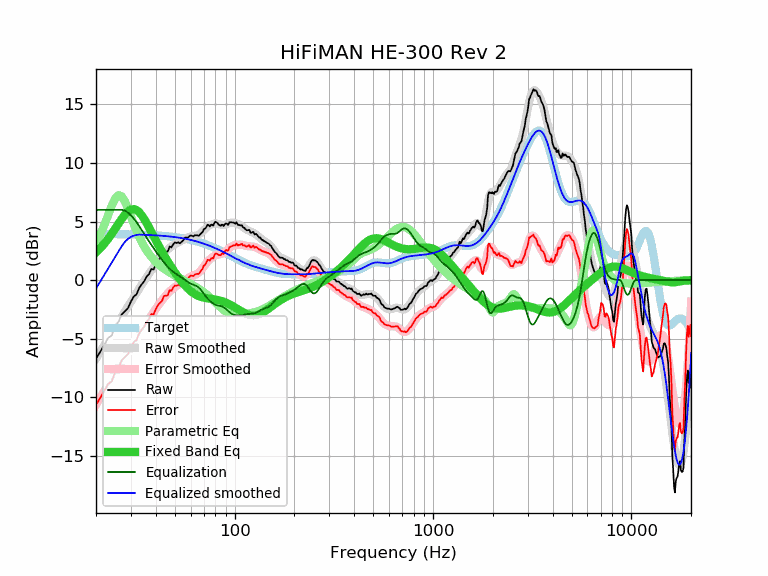 HiFiMAN HE-300 Rev 2
Amplitude (dBr)
15
10
5
0
−5
−10
−15
Target
Raw Smoothed
Error Smoothed
Raw
Error
Parametric Eq
Fixed Band Eq
Equalization
Equalized smoothed
100
1000
10000
Frequency (Hz)